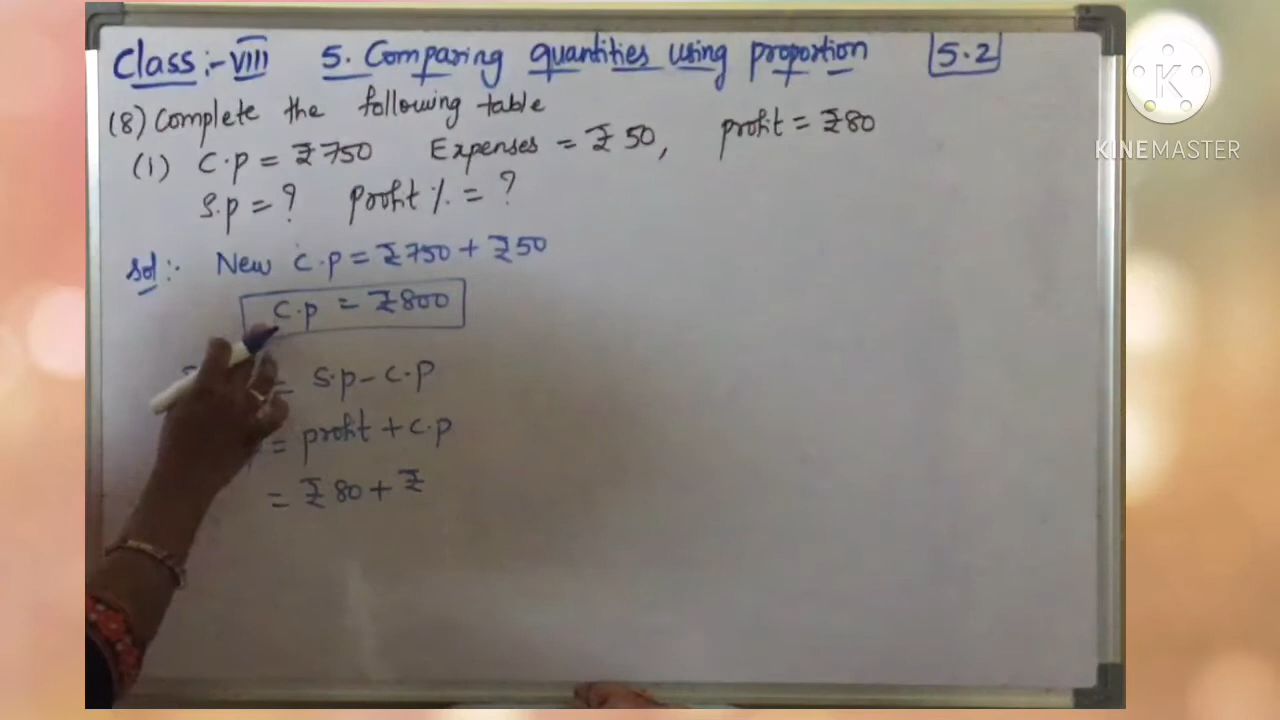 Class:- VIII 5. Comparing quantities using proportion 5.2
(8) Complete the following table
(1) C.p = ₹750 Expenses = ₹50, profit = ₹80
S.p = ? profit % = ?
Sol:- New C.p = ₹750 + ₹50
C.p = ₹800
= S.p - C.p
= profit + C.p
= ₹80 + ₹
K
KINEMASTER